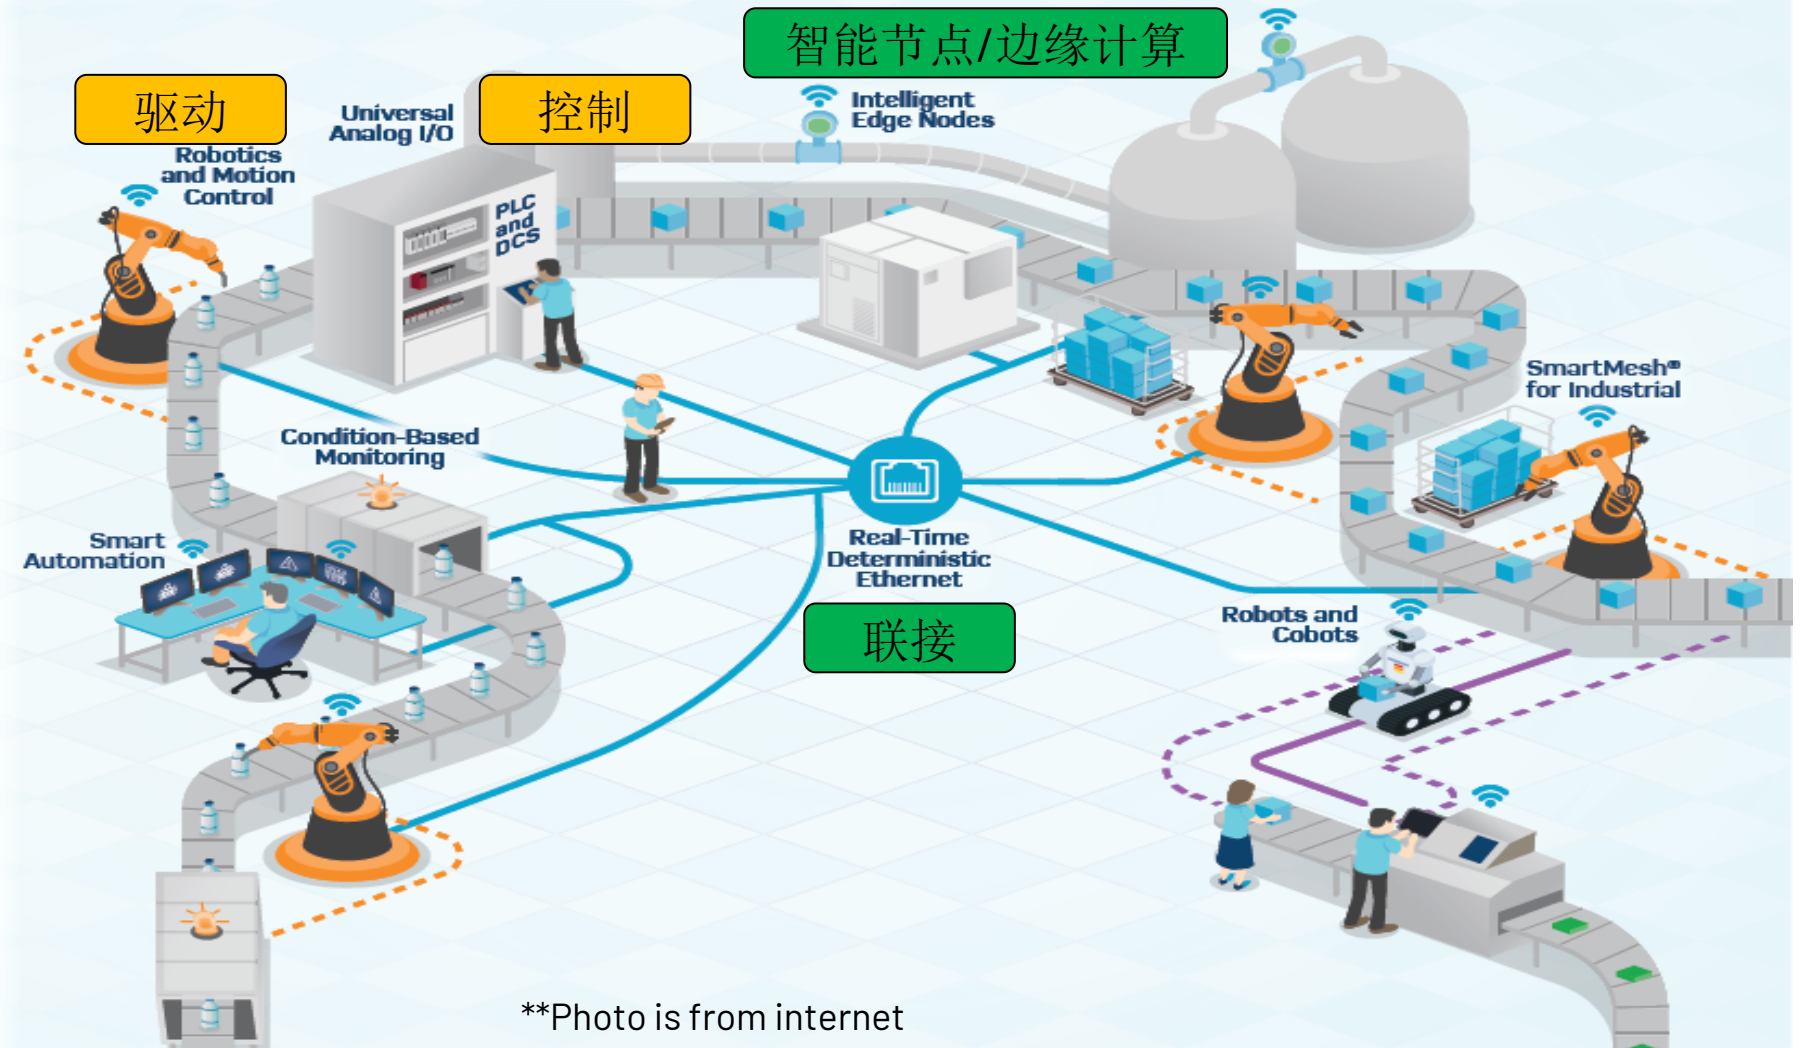 智能节点/边缘计算
驱动
控制
Universal
Analog I/O
Intelligent
Edge Nodes
Robotics
and Motion
Control
PLC
and
DCS
SmartMesh®
for Industrial
Condition-Based
Monitoring
Smart
Automation
Real-Time
Deterministic
Ethernet
联接
Robots and
Cobots
**Photo is from internet